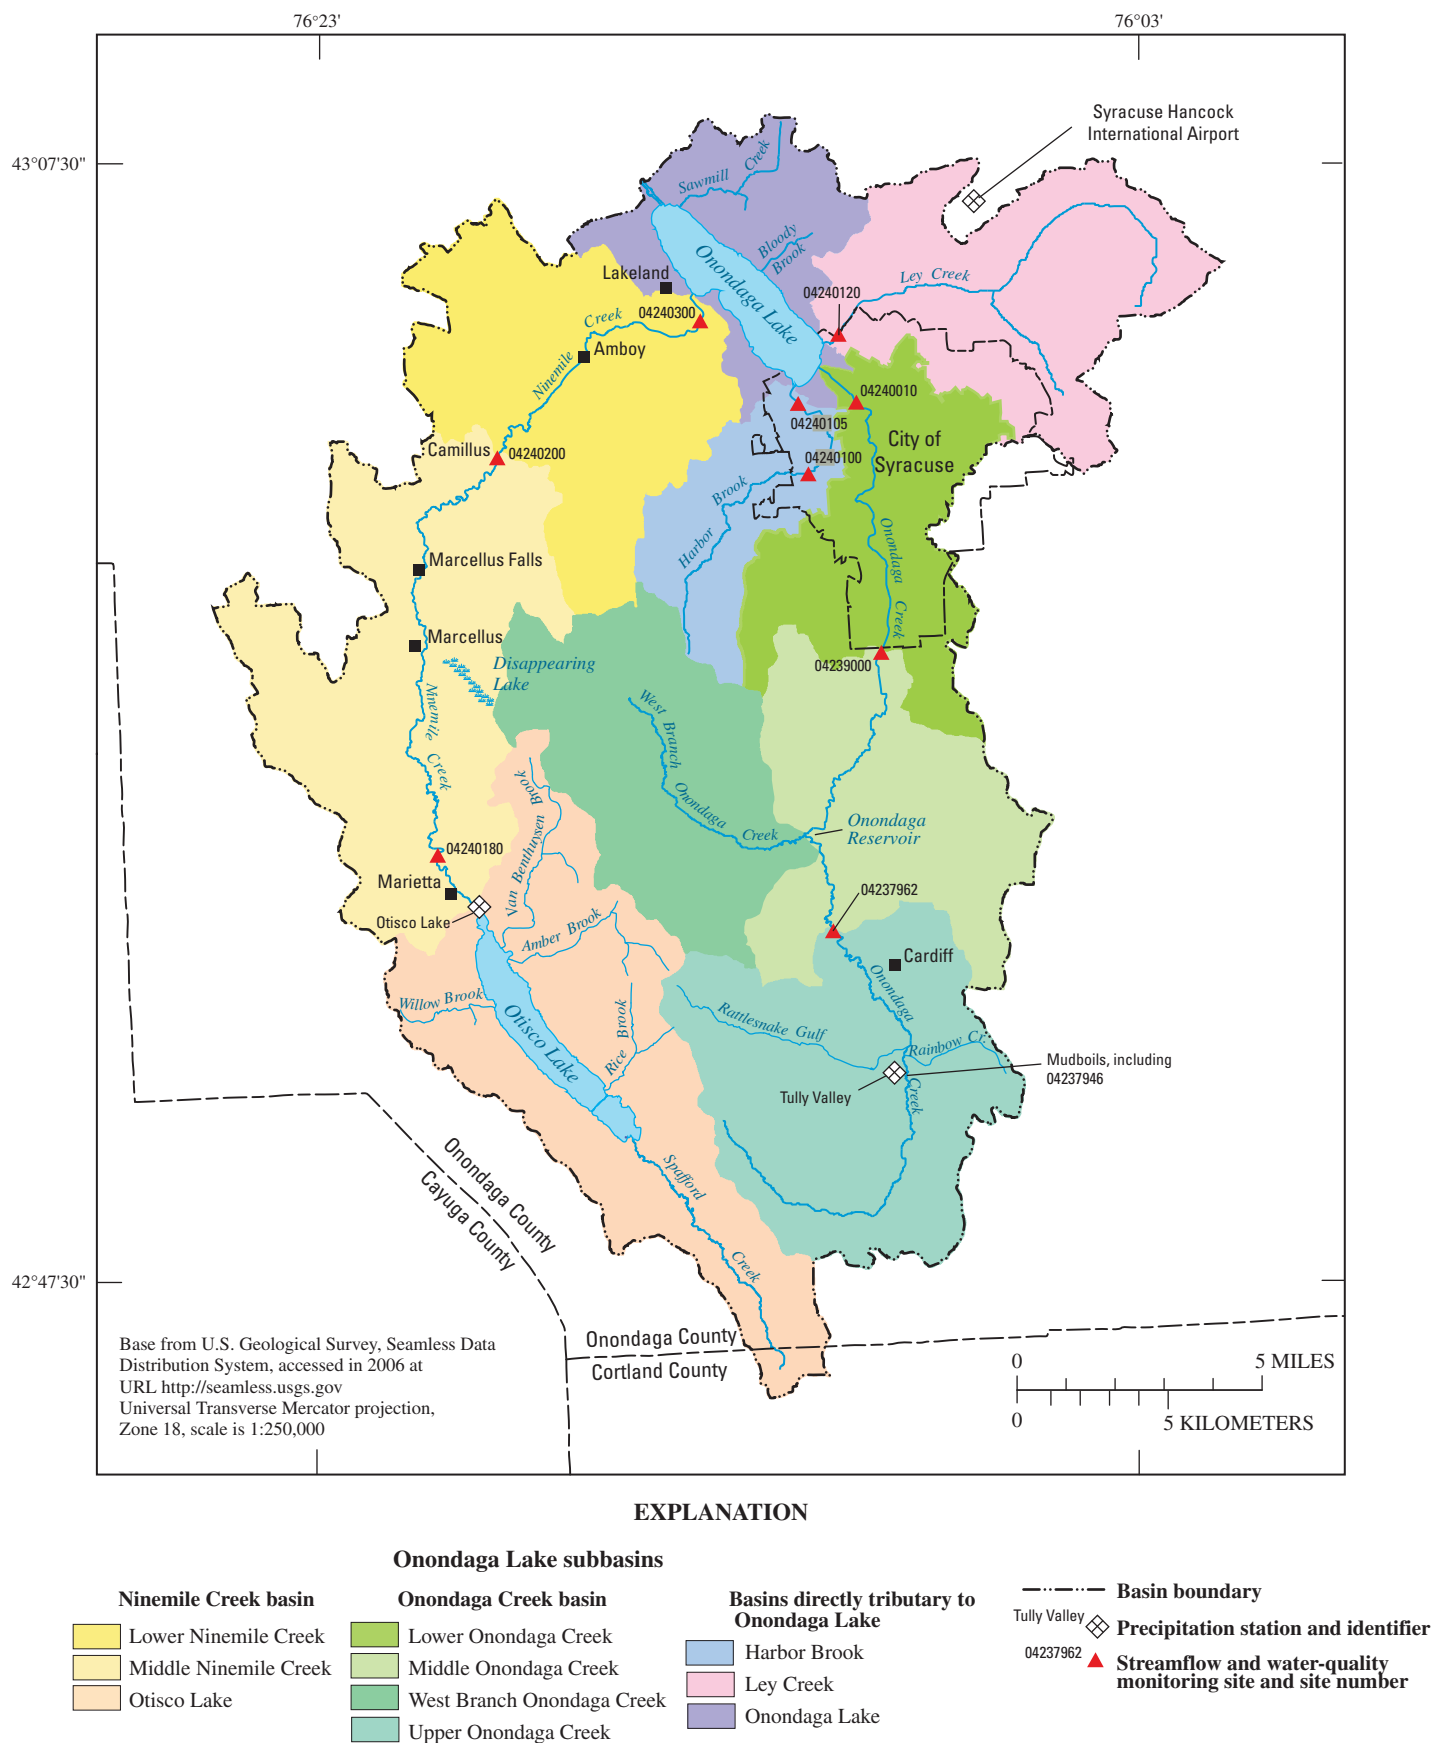 76°23'
76°03'
43°07'30"
Syracuse Hancock
International Airport
Sawmill Creek
Bloody
Brook
Onondaga Lake
Lakeland
04240300
04240120
Ley Creek
Ninemile Creek
Amboy
04240010
04240105
City of
Syracuse
Camillus
04240200
04240100
Harbor Brook
Onondaga Creek
Marcellus Falls
Marcellus
Disappearing
Lake
04239000
Ninemile Creek
West Branch Onondaga Creek
Van Benthuysen Brook
Onondaga
Reservoir
04240180
Marietta
04237962
Otisco Lake
Amber Brook
Cardiff
Onondaga Creek
Willow Brook
Otisco Lake
Rice Brook
Rattlesnake Gulf
Rainbow Cr.
Mudboils, including
04237946
Tully Valley
Spafford Creek
Onondaga County
Cayuga County
42°47'30"
Onondaga County
Cortland County
Base from U.S. Geological Survey, Seamless Data
Distribution System, accessed in 2006 at
URL http://seamless.usgs.gov
Universal Transverse Mercator projection,
Zone 18, scale is 1:250,000
0 5 MILES
0 5 KILOMETERS
EXPLANATION
Onondaga Lake subbasins
Ninemile Creek basin
Lower Ninemile Creek
Middle Ninemile Creek
Otisco Lake
Onondaga Creek basin
Lower Onondaga Creek
Middle Onondaga Creek
West Branch Onondaga Creek
Upper Onondaga Creek
Basins directly tributary to
Onondaga Lake
Harbor Brook
Ley Creek
Onondaga Lake
Basin boundary
Tully Valley
Precipitation station and identifier
04237962
Streamflow and water-quality
monitoring site and site number